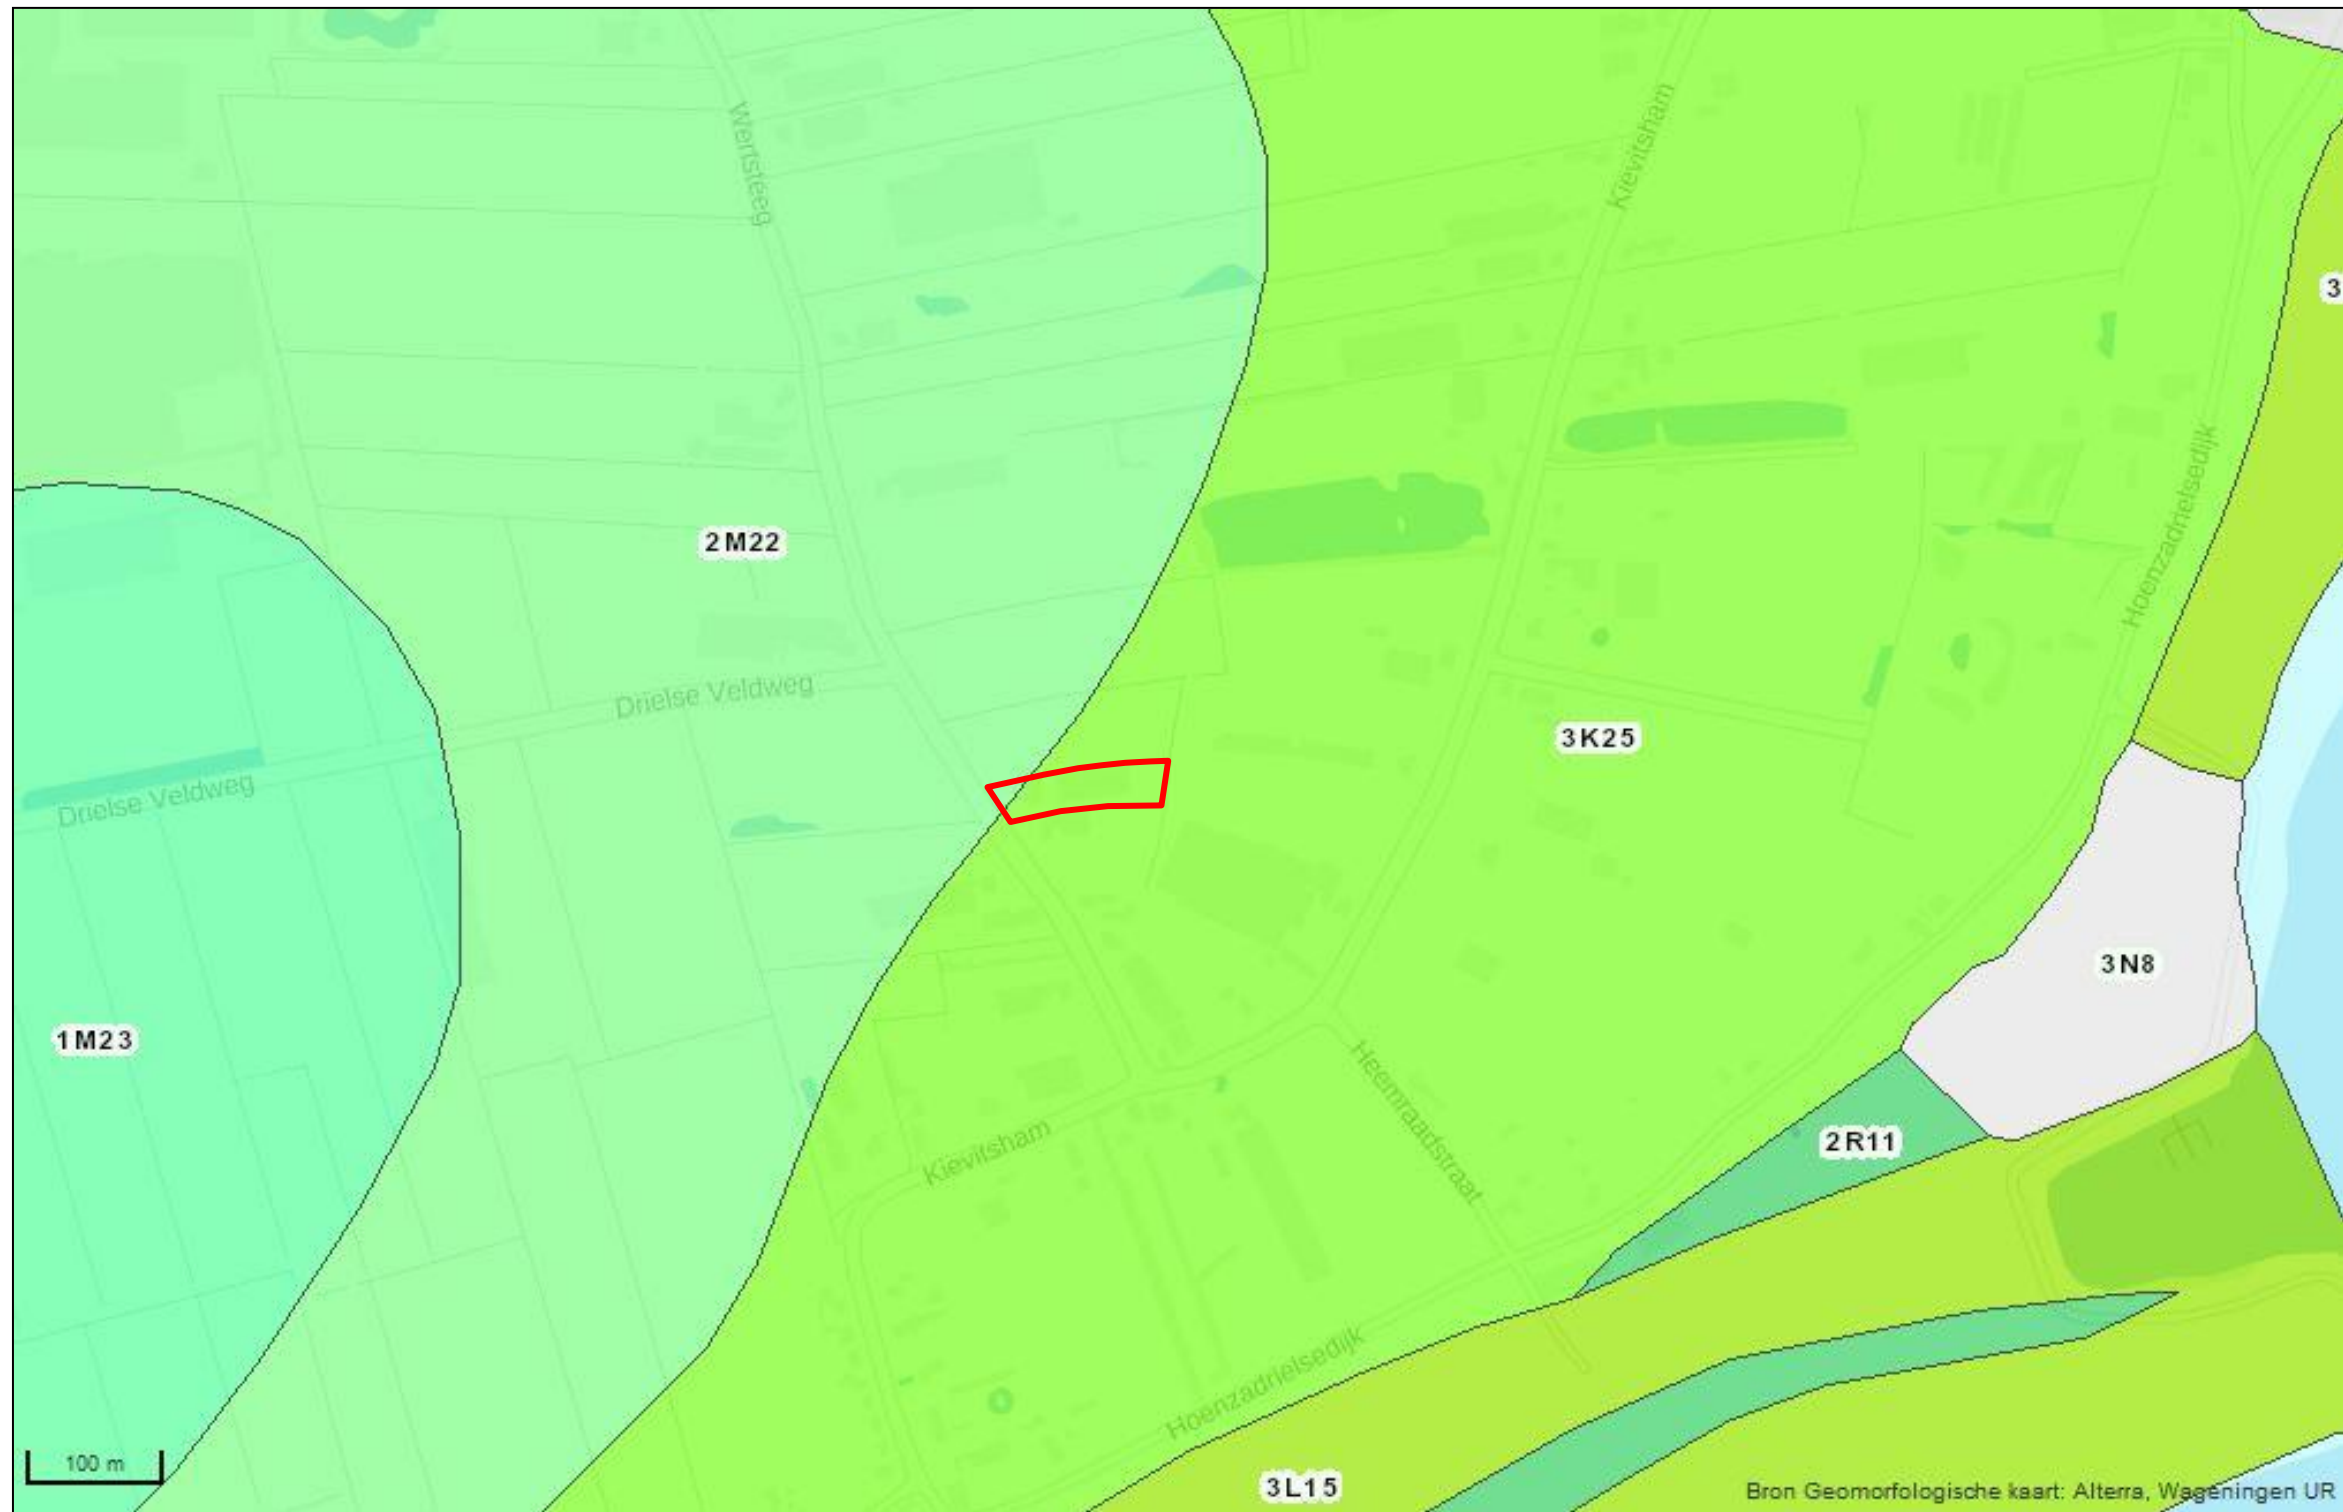 Wertsteeg
Kievitsham
3
Hoenzadrielsedijk
2M22
Drielse Veldweg
3K25
Drielse Veldweg
3N8
1M23
Heemraadstraat
2R11
Kievitsham
Hoenzadrielsedijk
100 m
3L15
Bron Geomorfologische kaart: Alterra, Wageningen UR